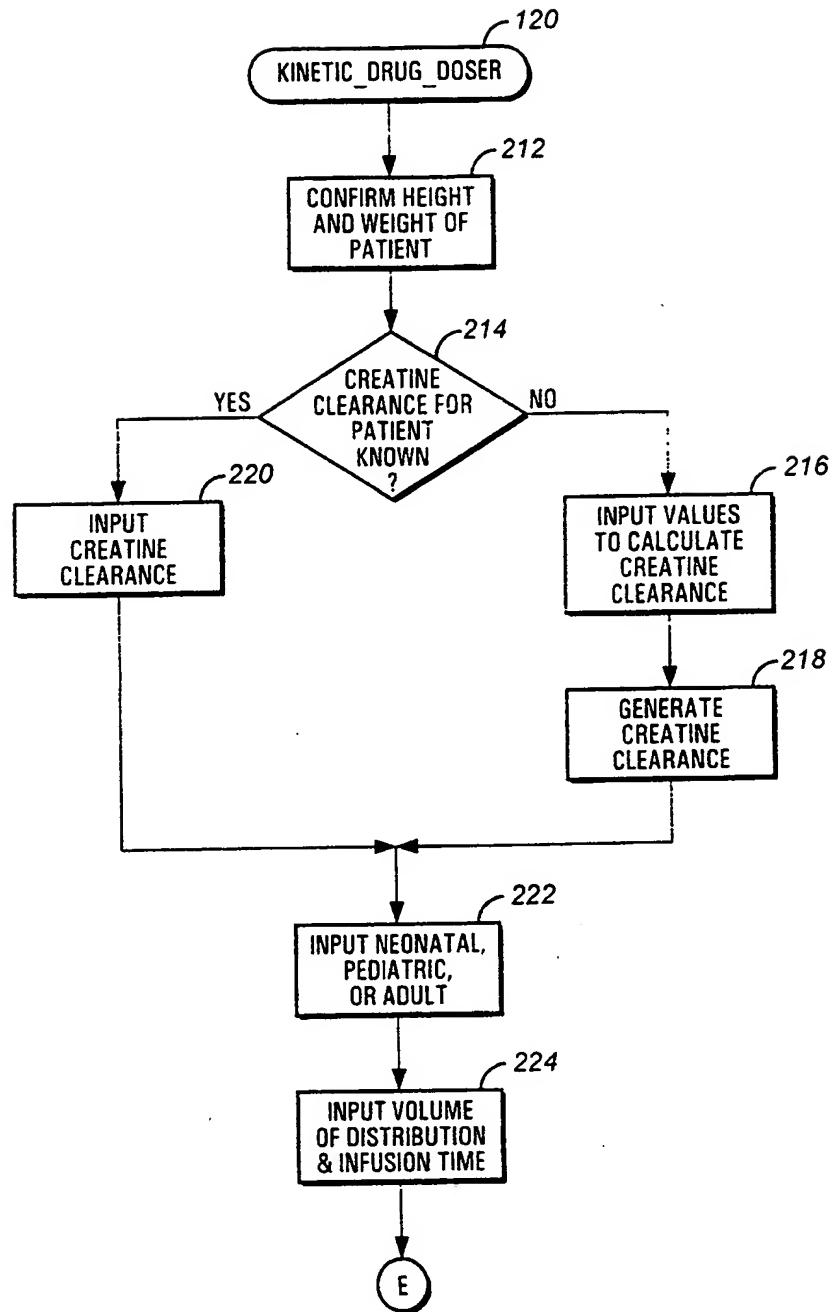 120
KINETIC_DRUG_DOSER
212
CONFIRM HEIGHT
AND WEIGHT OF
PATIENT
214
CREATINE
CLEARANCE FOR
PATIENT
KNOWN
?
YES
NO
220
INPUT
CREATINE
CLEARANCE
216
INPUT VALUES
TO CALCULATE
CREATINE
CLEARANCE
218
GENERATE
CREATINE
CLEARANCE
222
INPUT NEONATAL,
PEDIATRIC,
OR ADULT
224
INPUT VOLUME
OF DISTRIBUTION
& INFUSION TIME
E